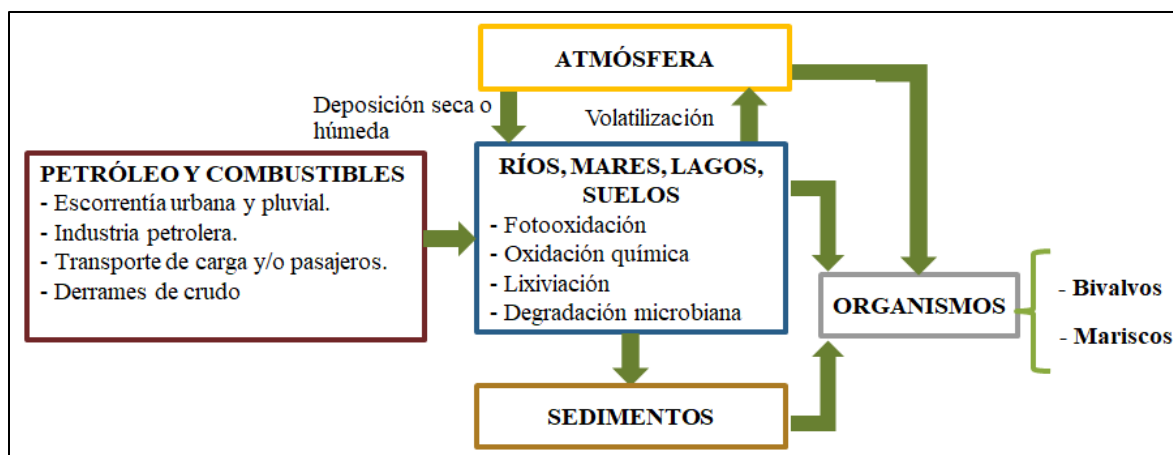 ATMÓSFERA
Deposición seca o
húmeda
Volatilización
PETRÓLEO Y COMBUSTIBLES
- Escorrentía urbana y pluvial.
- Industria petrolera.
- Transporte de carga y/o pasajeros.
- Derrames de crudo
RÍOS, MARES, LAGOS,
SUELOS
- Fotooxidación
- Oxidación química
- Lixiviación
- Degradación microbiana
ORGANISMOS
- Bivalvos
- Mariscos
SEDIMENTOS